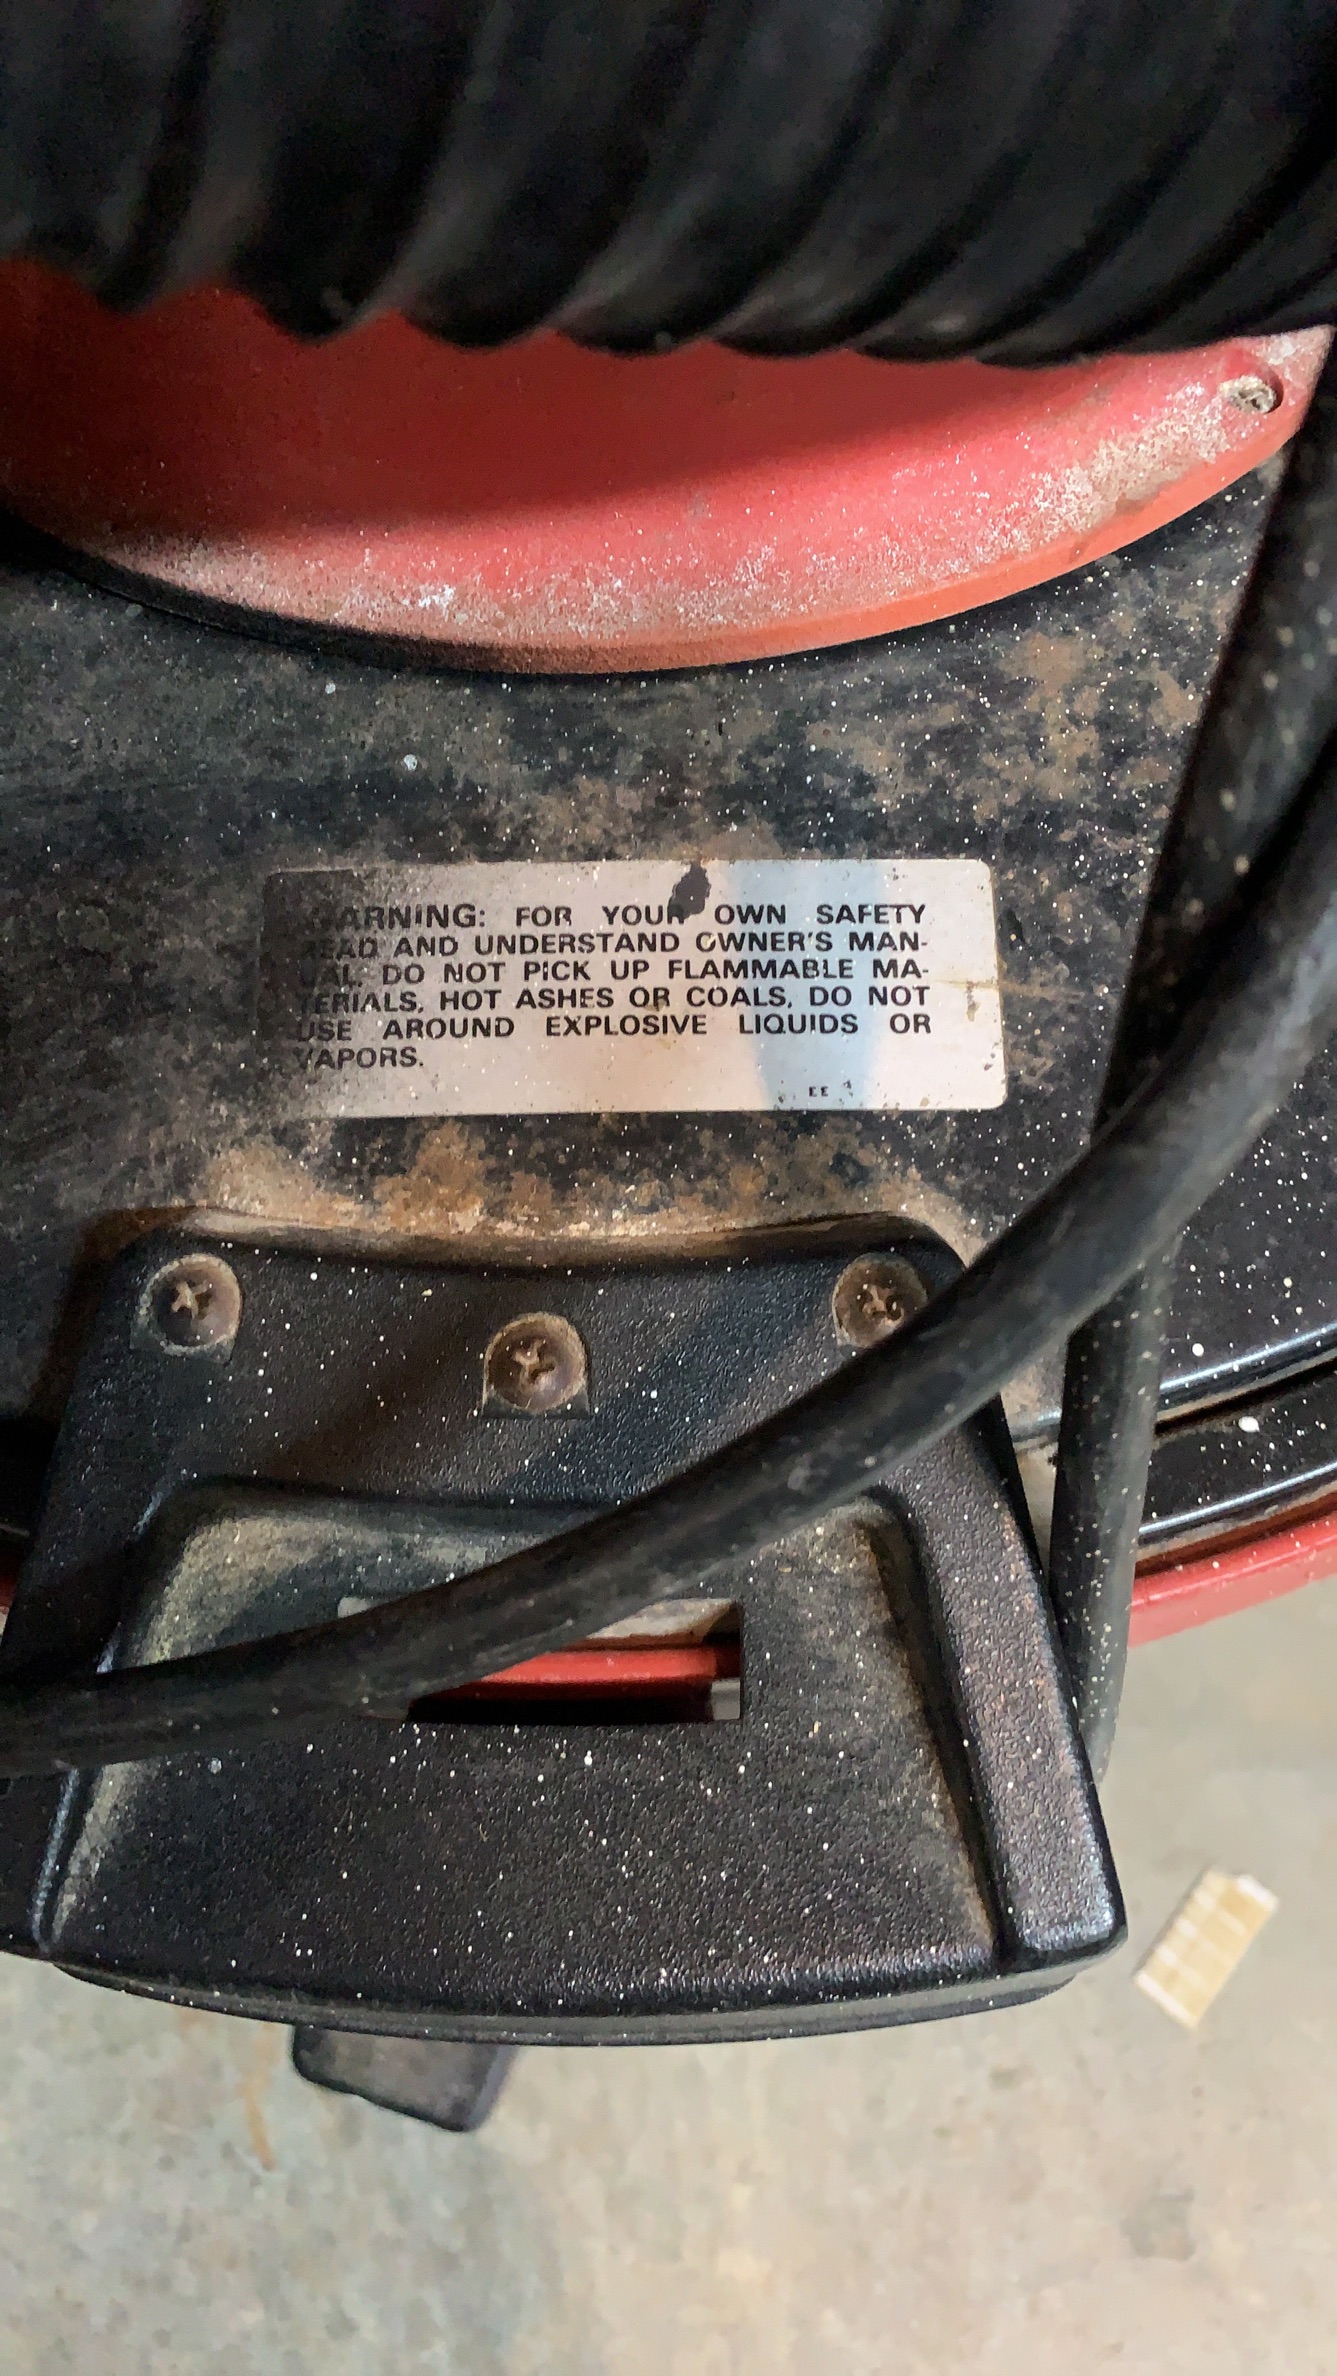 WARNING: FOR YOUR OWN SAFETY
READ AND UNDERSTAND OWNER'S MAN-
UAL. DO NOT PICK UP FLAMMABLE MA-
TERIALS, HOT ASHES OR COALS, DO NOT
USE AROUND EXPLOSIVE LIQUIDS OR
VAPORS.
EE